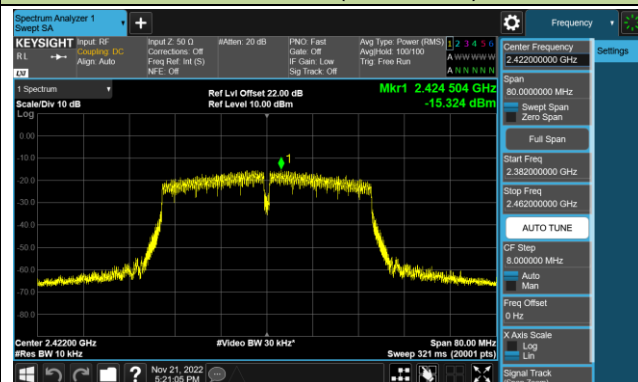 Spectrum Analyzer 1
Swept SA
Frequency
KEYSIGHT
RL
LXI
Input: RF
Coupling: DC
Align: Auto
Input Z: 50 Ω
Corrections: Off
Freq Ref: Int (S)
NFE: Off
#Atten: 20 dB
PNO: Fast
Gate: Off
IF Gain: Low
Sig Track: Off
Avg Type: Power (RMS)
Avg|Hold: 100/100
Trig: Free Run
1 2 3 4 5 6
A W W W W W
A N N N N N
Center Frequency
2.422000000 GHz
Settings
Span
80.0000000 MHz
Swept Span
Zero Span
Full Span
Start Freq
2.382000000 GHz
Stop Freq
2.462000000 GHz
AUTO TUNE
CF Step
8.000000 MHz
Auto
Man
Freq Offset
0 Hz
X Axis Scale
Log
Lin
Signal Track
1 Spectrum
Scale/Div 10 dB
Log
Ref Lvl Offset 22.00 dB
Ref Level 10.00 dBm
Mkr1 2.424 504 GHz
-15.324 dBm
1
0.00
-10.0
-20.0
-30.0
-40.0
-50.0
-60.0
-70.0
-80.0
Center 2.42200 GHz
#Res BW 10 kHz
#Video BW 30 kHz*
Span 80.00 MHz
Sweep 321 ms (20001 pts)
Nov 21, 2022
5:21:05 PM